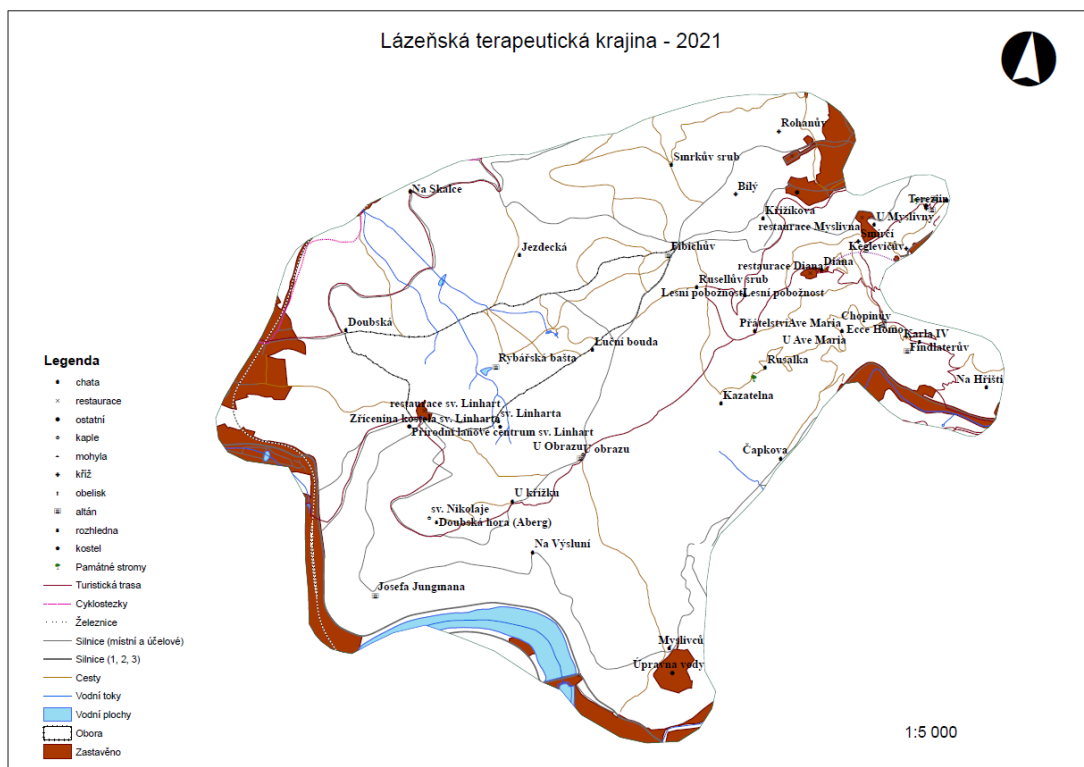 Lázeňská terapeutická krajina - 2021
Rohanův
Smrkův srub
Na Skalce
Bílý
Terezín
Křižíkova
U Myslivny
restaurace Myslivna
Smrčí
Keglevičův
Jezdecká
Fibichův
restaurace Diana
Diana
Rusellův srub
Lesní pobožnost
Lesní pobožnost
Chopinův
Doubská
Přátelství
Ave Maria
Ecce Homo
Karla IV
U Ave Maria
Findlaterův
Luční bouda
Rybářská bašta
Rusalka
Na Hřišti
Kazatelna
restaurace sv. Linhart
Zřícenina kostela sv. Linharta
sv. Linharta
Přírodní lanové centrum sv. Linhart
U Obrazu
U obrazu
Čapkova
U křížku
sv. Nikolaje
Doubská hora (Aberg)
Na Výsluní
Josefa Jungmana
Myslivců
Úpravna vody
Legenda
chata
restaurace
ostatní
kaple
mohyla
kříž
obelisk
altán
rozhledna
kostel
Památné stromy
Turistická trasa
Cyklostezky
Železnice
Silnice (místní a účelové)
Silnice (1, 2, 3)
Cesty
Vodní toky
Vodní plochy
Obora
Zastavěno
1:5 000